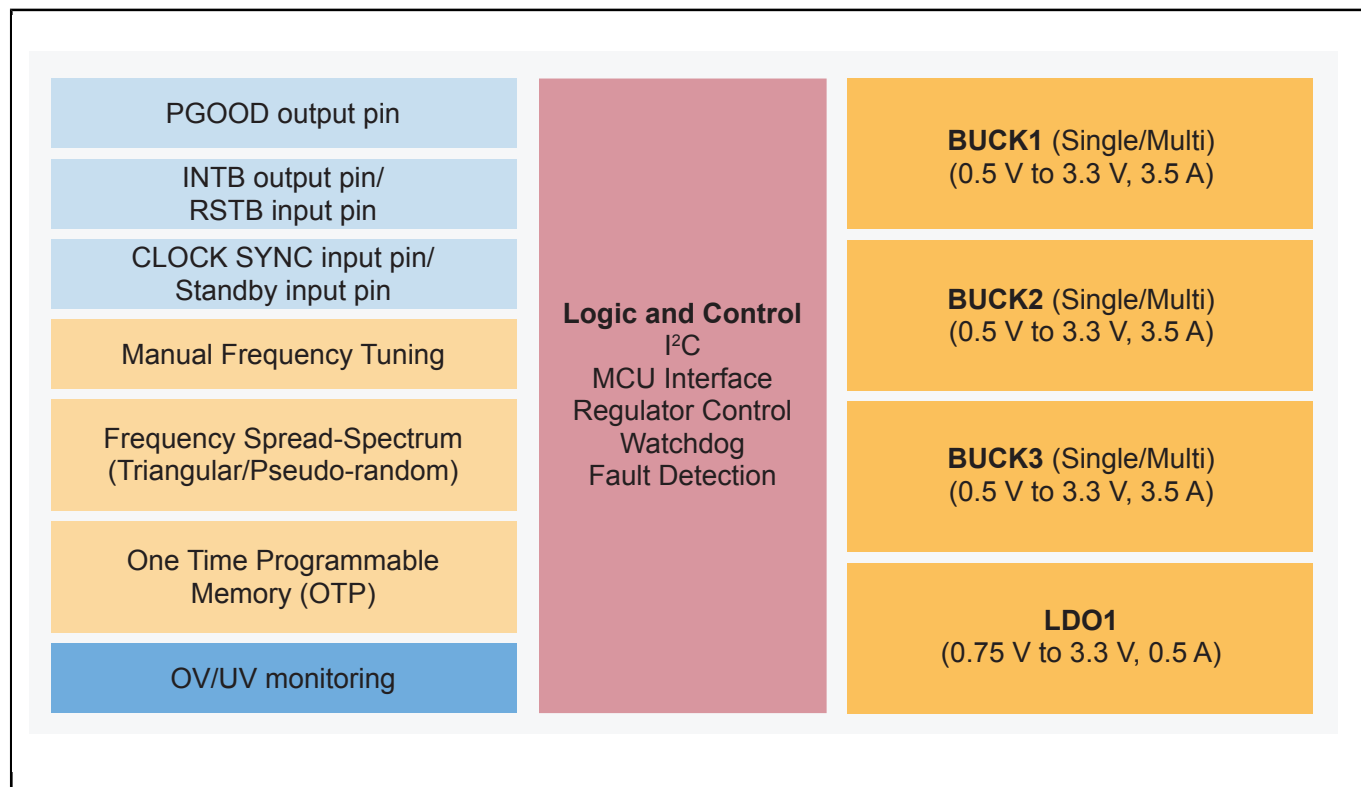 PGOOD output pin
INTB output pin/
RSTB input pin
CLOCK SYNC input pin/
Standby input pin
Manual Frequency Tuning
Frequency Spread-Spectrum
(Triangular/Pseudo-random)
One Time Programmable
Memory (OTP)
OV/UV monitoring
Logic and Control
I²C
MCU Interface
Regulator Control
Watchdog
Fault Detection
BUCK1 (Single/Multi)
(0.5 V to 3.3 V, 3.5 A)
BUCK2 (Single/Multi)
(0.5 V to 3.3 V, 3.5 A)
BUCK3 (Single/Multi)
(0.5 V to 3.3 V, 3.5 A)
LDO1
(0.75 V to 3.3 V, 0.5 A)